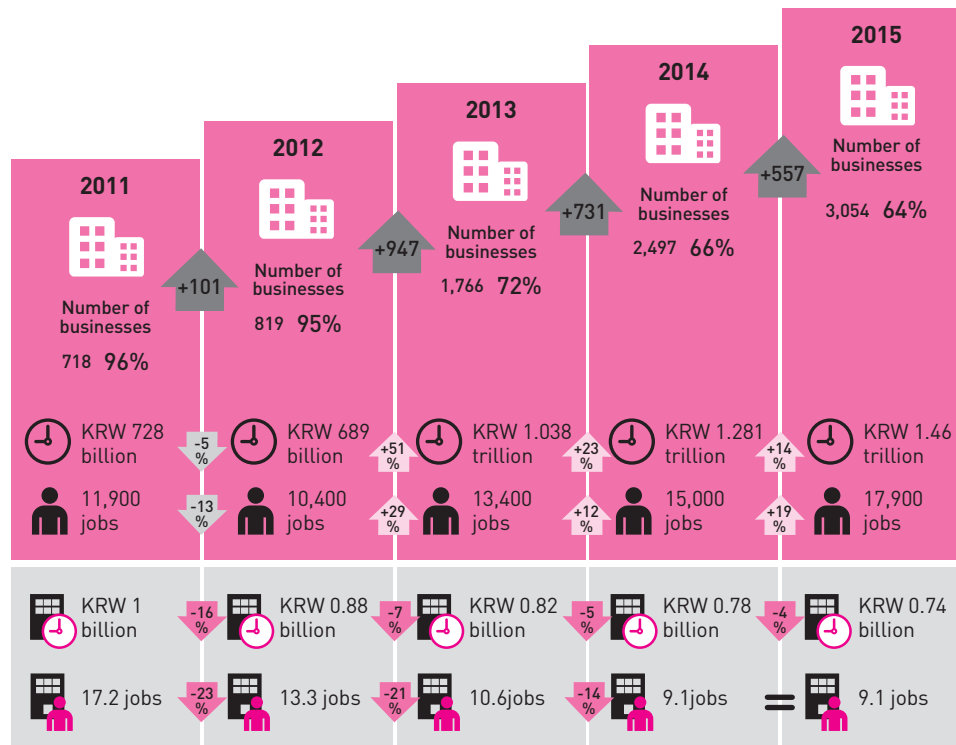 2011
Number of
businesses
718 96%
+101
2012
Number of
businesses
819 95%
+947
2013
Number of
businesses
1,766 72%
+731
2014
Number of
businesses
2,497 66%
+557
2015
Number of
businesses
3,054 64%
KRW 728
billion
-5
%
KRW 689
billion
+51
%
KRW 1.038
trillion
+23
%
KRW 1.281
trillion
+14
%
KRW 1.46
trillion
11,900
jobs
-13
%
10,400
jobs
+29
%
13,400
jobs
+12
%
15,000
jobs
+19
%
17,900
jobs
KRW 1
billion
-16
%
KRW 0.88
billion
-7
%
KRW 0.82
billion
-5
%
KRW 0.78
billion
-4
%
KRW 0.74
billion
17.2 jobs
-23
%
13.3 jobs
-21
%
10.6jobs
-14
%
9.1jobs
=
9.1 jobs